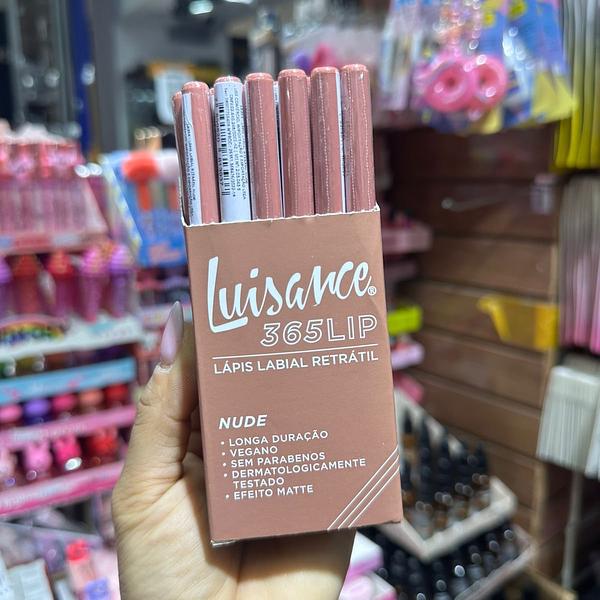 Luisance®
365LIP
LÁPIS LABIAL RETRÁTIL
NUDE
• LONGA DURAÇÃO
• VEGANO
• SEM PARABENOS
• DERMATOLOGICAMENTE
TESTADO
• EFEITO MATTE